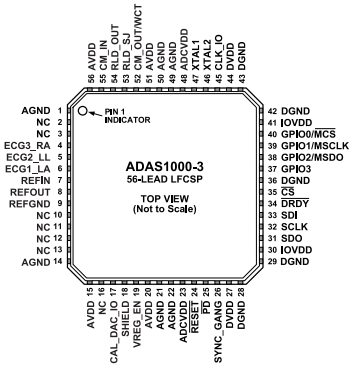 56 AVDD
55 CM_IN
54 RLD_OUT
53 RLD_SJ
52 CM_OUT/WCT
51 AVDD
50 AGND
49 AGND
48 ADCVDD
47 XTAL1
46 XTAL2
45 CLK_IO
44 DVDD
43 DGND
AGND 1
NC 2
NC 3
ECG3_RA 4
ECG2_LL 5
ECG1_LA 6
REFIN 7
REFOUT 8
REFGND 9
NC 10
NC 11
NC 12
NC 13
AGND 14
PIN 1
INDICATOR
ADAS1000-3
56-LEAD LFCSP
TOP VIEW
(Not to Scale)
42 DGND
41 IOVDD
40 GPIO0/MCS
39 GPIO1/MSCLK
38 GPIO2/MSDO
37 GPIO3
36 DGND
35 CS
34 DRDY
33 SDI
32 SCLK
31 SDO
30 IOVDD
29 DGND
AVDD 15
NC 16
CAL_DAC_IO 17
SHIELD 18
VREG_EN 19
AVDD 20
AGND 21
AGND 22
ADCVDD 23
RESET 24
PD 25
SYNC_GANG 26
DVDD 27
DGND 28